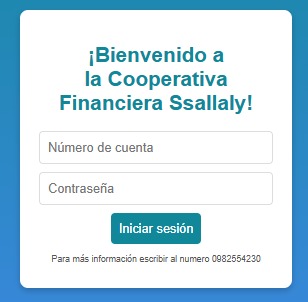 ¡Bienvenido a
la Cooperativa
Financiera Ssallaly!
Número de cuenta
Contraseña
Iniciar sesión
Para más información escribir al numero 0982554230